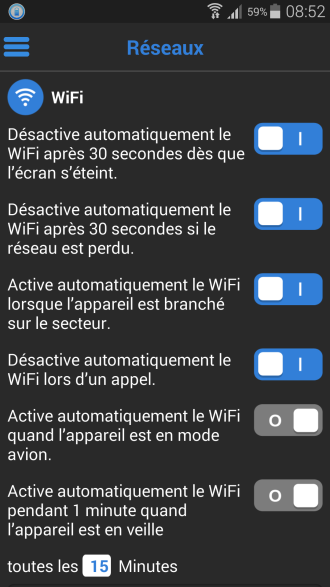 59% 08:52
Réseaux
WiFi
Désactive automatiquement le
WiFi après 30 secondes dès que
l'écran s'éteint.
Désactive automatiquement le
WiFi après 30 secondes si le
réseau est perdu.
Active automatiquement le WiFi
lorsque l'appareil est branché
sur le secteur.
Désactive automatiquement le
WiFi lors d'un appel.
Active automatiquement le WiFi
quand l'appareil est en mode
avion.
Active automatiquement le WiFi
pendant 1 minute quand
l'appareil est en veille
toutes les 15 Minutes